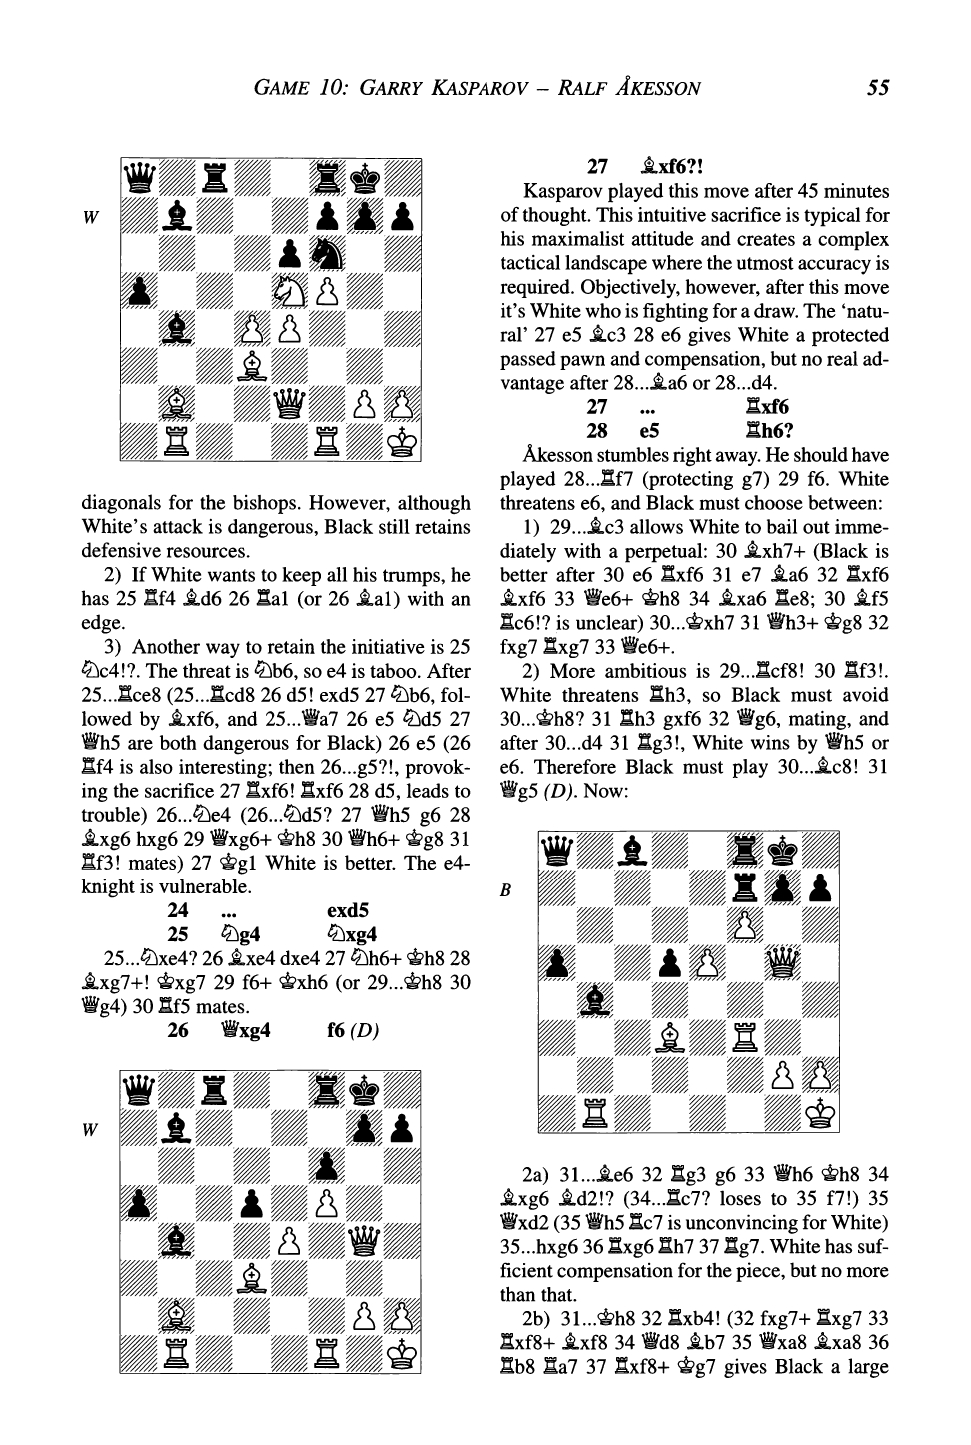 GAME 10: GARRY KASPAROV – RALF ÅKESSON 55
W
diagonals for the bishops. However, although
White's attack is dangerous, Black still retains
defensive resources.
2) If White wants to keep all his trumps, he
has 25 ♖f4 ♗d6 26 ♖a1 (or 26 ♗a1) with an
edge.
3) Another way to retain the initiative is 25
♘c4!?. The threat is ♘b6, so e4 is taboo. After
25...♖ce8 (25...♖cd8 26 d5! exd5 27 ♘b6, fol-
lowed by ♗xf6, and 25...♕a7 26 e5 ♘d5 27
♕h5 are both dangerous for Black) 26 e5 (26
♖f4 is also interesting; then 26...g5?!, provok-
ing the sacrifice 27 ♖xf6! ♖xf6 28 d5, leads to
trouble) 26...♘e4 (26...♘d5? 27 ♕h5 g6 28
♗xg6 hxg6 29 ♕xg6+ ♔h8 30 ♕h6+ ♔g8 31
♖f3! mates) 27 ♔g1 White is better. The e4-
knight is vulnerable.
24 ... exd5
25 ♘g4 ♘xg4
25...♘xe4? 26 ♗xe4 dxe4 27 ♘h6+ ♔h8 28
♗xg7+! ♔xg7 29 f6+ ♔xh6 (or 29...♔h8 30
♕g4) 30 ♖f5 mates.
26 ♕xg4 f6 (D)
W
27 ♗xf6?!
Kasparov played this move after 45 minutes
of thought. This intuitive sacrifice is typical for
his maximalist attitude and creates a complex
tactical landscape where the utmost accuracy is
required. Objectively, however, after this move
it's White who is fighting for a draw. The 'natu-
ral' 27 e5 ♗c3 28 e6 gives White a protected
passed pawn and compensation, but no real ad-
vantage after 28...♗a6 or 28...d4.
27 ... ♖xf6
28 e5 ♖h6?
Åkesson stumbles right away. He should have
played 28...♖f7 (protecting g7) 29 f6. White
threatens e6, and Black must choose between:
1) 29...♗c3 allows White to bail out imme-
diately with a perpetual: 30 ♗xh7+ (Black is
better after 30 e6 ♖xf6 31 e7 ♗a6 32 ♖xf6
♗xf6 33 ♕e6+ ♔h8 34 ♗xa6 ♖e8; 30 ♗f5
♖c6!? is unclear) 30...♔xh7 31 ♕h3+ ♔g8 32
fxg7 ♖xg7 33 ♕e6+.
2) More ambitious is 29...♖cf8! 30 ♖f3!.
White threatens ♖h3, so Black must avoid
30...♔h8? 31 ♖h3 gxf6 32 ♕g6, mating, and
after 30...d4 31 ♖g3!, White wins by ♕h5 or
e6. Therefore Black must play 30...♗c8! 31
♕g5 (D). Now:
B
2a) 31...♗e6 32 ♖g3 g6 33 ♕h6 ♔h8 34
♗xg6 ♗d2!? (34...♖c7? loses to 35 f7!) 35
♕xd2 (35 ♕h5 ♖c7 is unconvincing for White)
35...hxg6 36 ♖xg6 ♖h7 37 ♖g7. White has suf-
ficient compensation for the piece, but no more
than that.
2b) 31...♔h8 32 ♖xb4! (32 fxg7+ ♖xg7 33
♖xf8+ ♗xf8 34 ♕d8 ♗b7 35 ♕xa8 ♗xa8 36
♖b8 ♖a7 37 ♖xf8+ ♔g7 gives Black a large